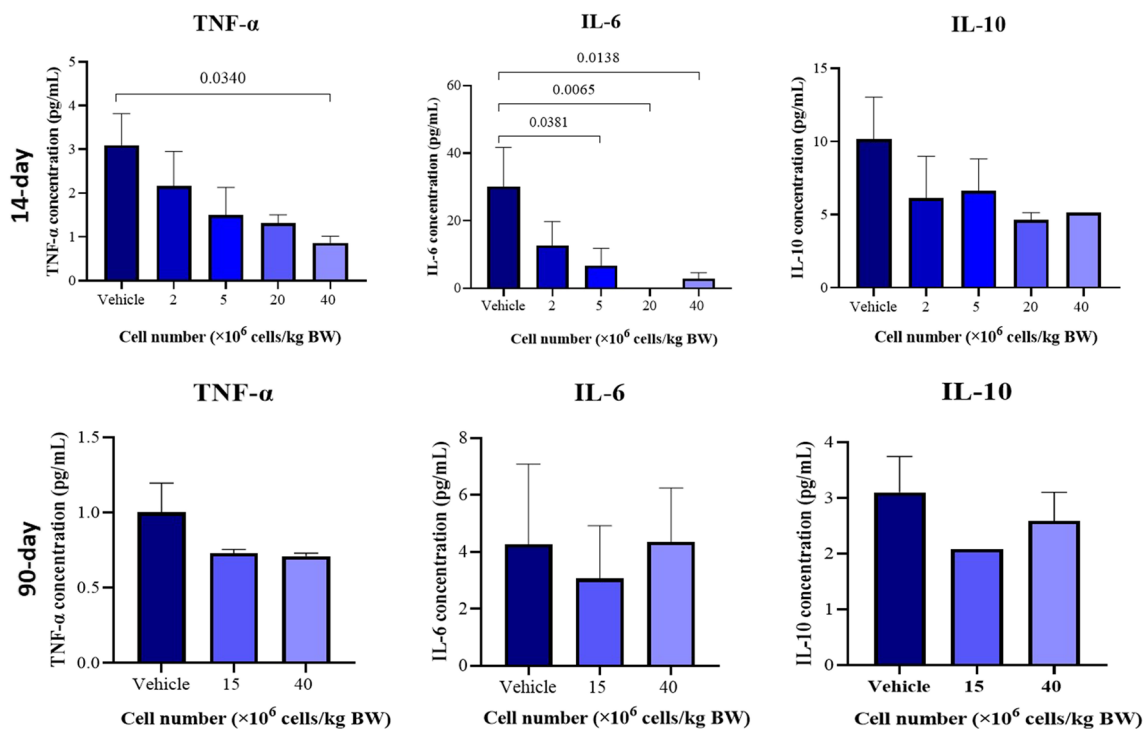 TNF-α
IL-6
IL-10
14-day
TNF-α concentration (pg/mL)
5
4
3
2
1
0
0.0340
Vehicle 2 5 20 40
Cell number (×10⁶ cells/kg BW)
IL-6 concentration (pg/mL)
60
40
20
0
0.0138
0.0065
0.0381
Vehicle 2 5 20 40
Cell number (×10⁶ cells/kg BW)
IL-10 concentration (pg/mL)
15
10
5
0
Vehicle 2 5 20 40
Cell number (×10⁶ cells/kg BW)
TNF-α
IL-6
IL-10
90-day
TNF-α concentration (pg/mL)
1.5
1.0
0.5
0.0
Vehicle 15 40
Cell number (×10⁶ cells/kg BW)
IL-6 concentration (pg/mL)
8
6
4
2
0
Vehicle 15 40
Cell number (×10⁶ cells/kg BW)
IL-10 concentration (pg/mL)
4
3
2
1
0
Vehicle 15 40
Cell number (×10⁶ cells/kg BW)